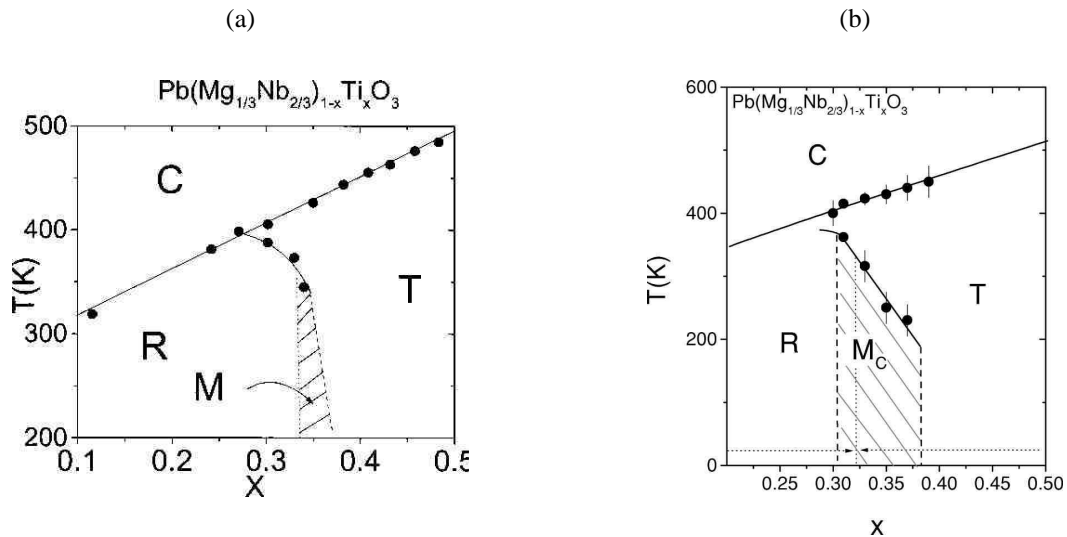 (a)
Pb(Mg1/3Nb2/3)1-xTixO3
500
400
300
200
T(K)
C
R
M
T
0.1 0.2 0.3 0.4 0.5
X
(b)
600
400
200
0
T(K)
Pb(Mg1/3Nb2/3)1-xTixO3
C
R
MC
T
0.25 0.30 0.35 0.40 0.45 0.50
x